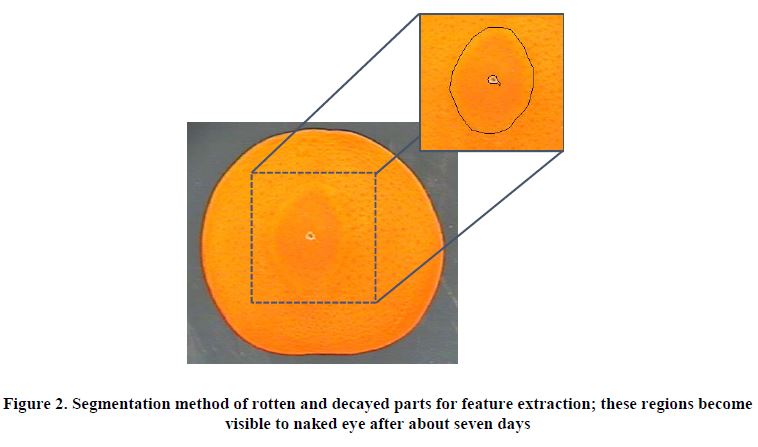 Figure 2. Segmentation method of rotten and decayed parts for feature extraction; these regions become
visible to naked eye after about seven days